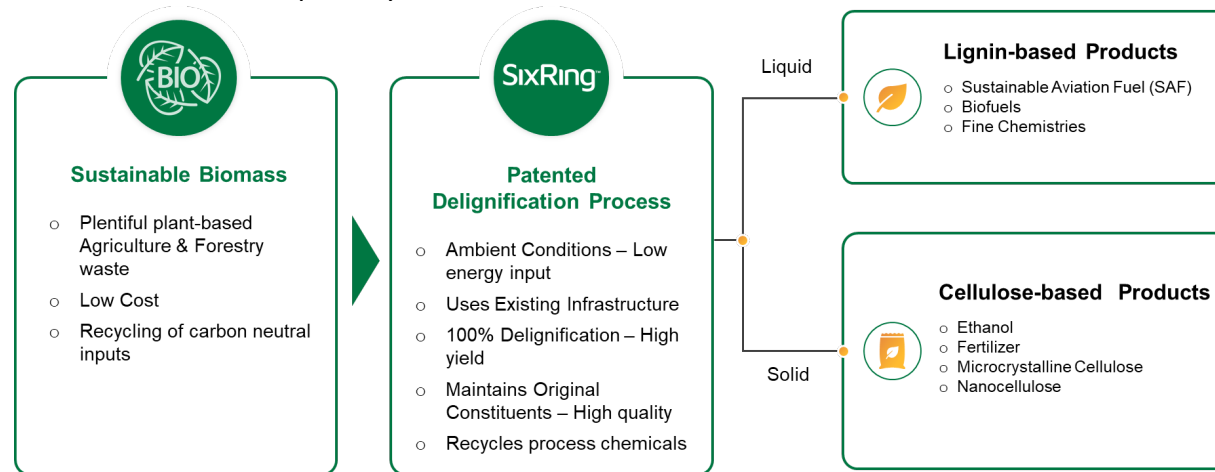 BIO
Sustainable Biomass
o Plentiful plant-based
Agriculture & Forestry
waste
o Low Cost
o Recycling of carbon neutral
inputs
SixRing™
Patented
Delignification Process
o Ambient Conditions – Low
energy input
o Uses Existing Infrastructure
o 100% Delignification – High
yield
o Maintains Original
Constituents – High quality
o Recycles process chemicals
Liquid
Lignin-based Products
o Sustainable Aviation Fuel (SAF)
o Biofuels
o Fine Chemistries
Solid
Cellulose-based Products
o Ethanol
o Fertilizer
o Microcrystalline Cellulose
o Nanocellulose